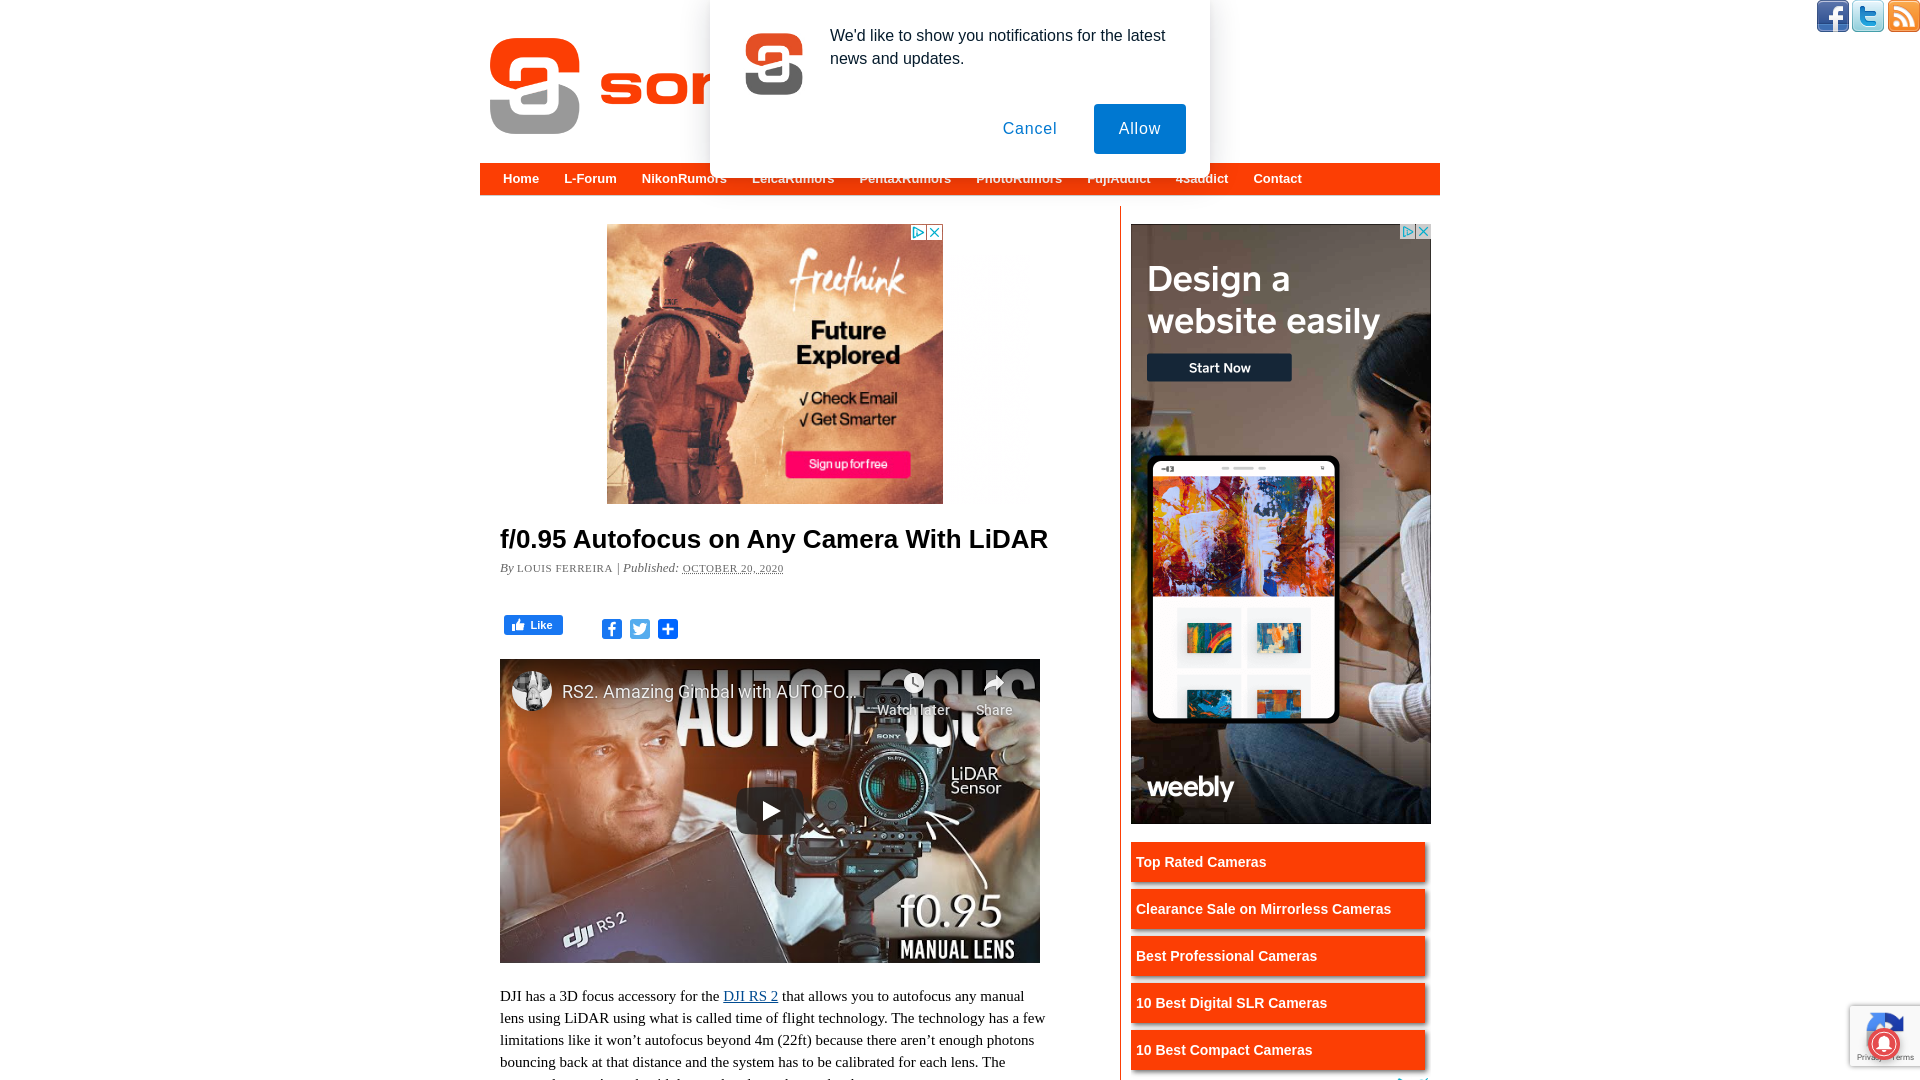 We'd like to show you notifications for the latest
news and updates.
Cancel
Allow
Home
L-Forum
NikonRumors
LeicaRumors
PentaxRumors
PhotoRumors
FujiAddict
43addict
Contact
freethink
Future
Explored
√ Check Email
√ Get Smarter
Sign up for free
Design a
website easily
Start Now
weebly
f/0.95 Autofocus on Any Camera With LiDAR
By LOUIS FERREIRA | Published: OCTOBER 20, 2020
Like
RS2. Amazing Gimbal with AUTOFO...
Watch later
Share
AUTO FOCUS
SONY
LiDAR
Sensor
f0.95
MANUAL LENS
dji RS 2
DJI has a 3D focus accessory for the DJI RS 2 that allows you to autofocus any manual
lens using LiDAR using what is called time of flight technology. The technology has a few
limitations like it won’t autofocus beyond 4m (22ft) because there aren’t enough photons
bouncing back at that distance and the system has to be calibrated for each lens. The
Top Rated Cameras
Clearance Sale on Mirrorless Cameras
Best Professional Cameras
10 Best Digital SLR Cameras
10 Best Compact Cameras